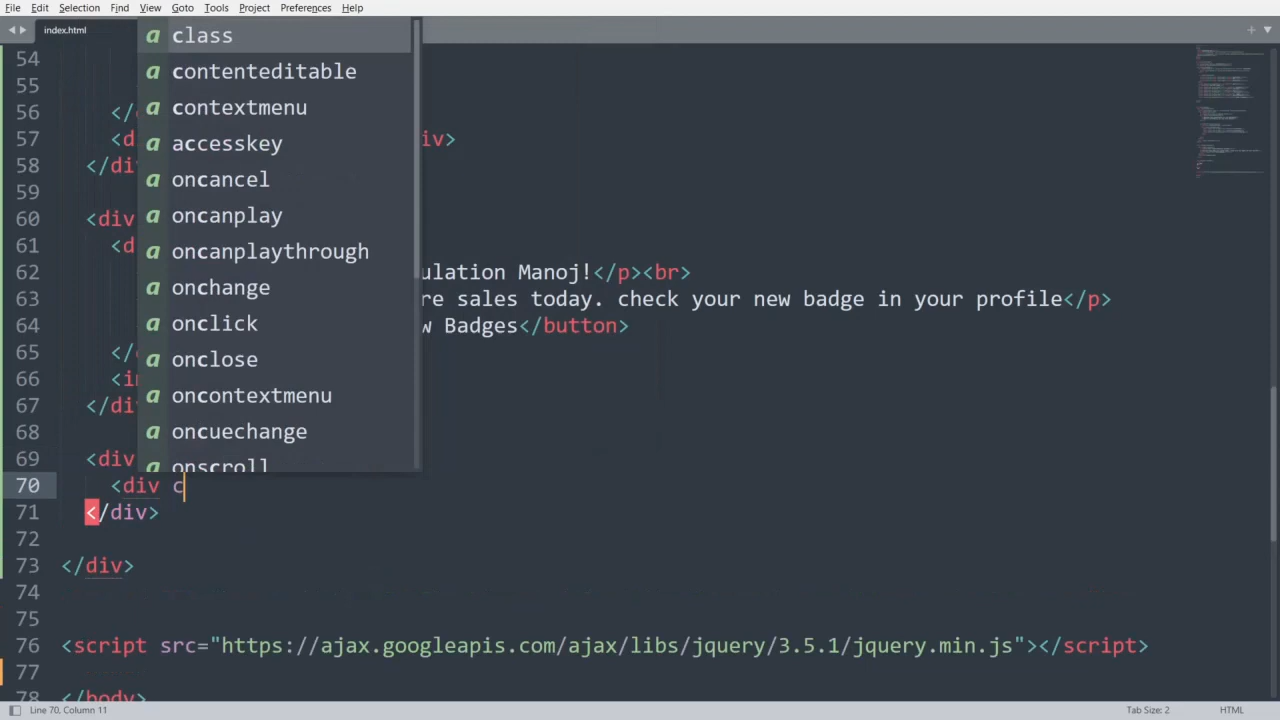 File Edit Selection Find View Goto Tools Project Preferences Help
index.html
a class
54
a contenteditable
55
a contextmenu
56 </
a accesskey
57 <d iv>
58 </di
a oncancel
59
a oncanplay
60 <div
61 <d
a oncanplaythrough
62 ulation Manoj!</p><br>
a onchange
63 re sales today. check your new badge in your profile</p>
64 w Badges</button>
a onclick
65 </
a onclose
66 <in
a oncontextmenu
67 </di
68
a oncuechange
69 <div
a onscroll
70 <div c
71 </div>
72
73 </div>
74
75
76 <script src="https://ajax.googleapis.com/ajax/libs/jquery/3.5.1/jquery.min.js"></script>
77
78 </body>
Line 70, Column 11 Tab Size: 2 HTML